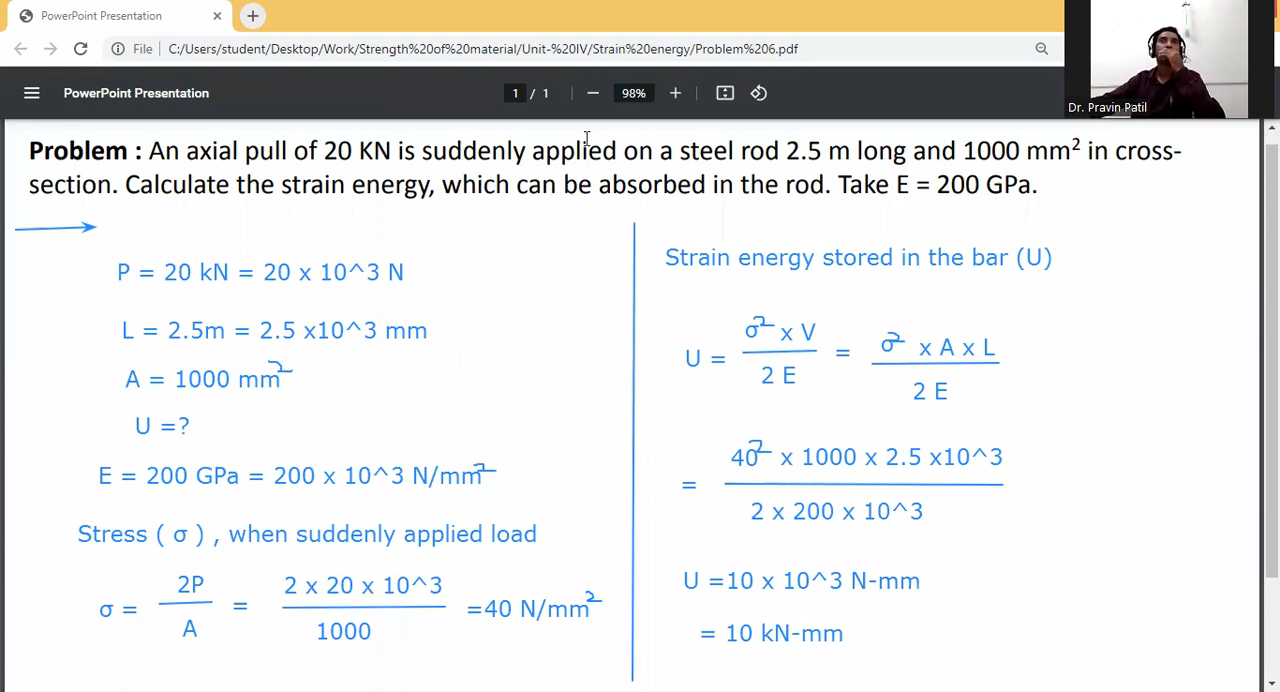 PowerPoint Presentation
File
C:/Users/student/Desktop/Work/Strength%20of%20material/Unit-%20IV/Strain%20energy/Problem%206.pdf
PowerPoint Presentation
1 / 1
98%
Dr. Pravin Patil
Problem : An axial pull of 20 KN is suddenly applied on a steel rod 2.5 m long and 1000 mm² in cross-
section. Calculate the strain energy, which can be absorbed in the rod. Take E = 200 GPa.
P = 20 kN = 20 x 10^3 N
L = 2.5m = 2.5 x10^3 mm
A = 1000 mm²
U =?
E = 200 GPa = 200 x 10^3 N/mm²
Stress ( σ ) , when suddenly applied load
σ = 2P / A = 2 x 20 x 10^3 / 1000 =40 N/mm²
Strain energy stored in the bar (U)
U = σ² x V / 2 E = σ² x A x L / 2 E
= 40² x 1000 x 2.5 x10^3 / 2 x 200 x 10^3
U =10 x 10^3 N-mm
= 10 kN-mm